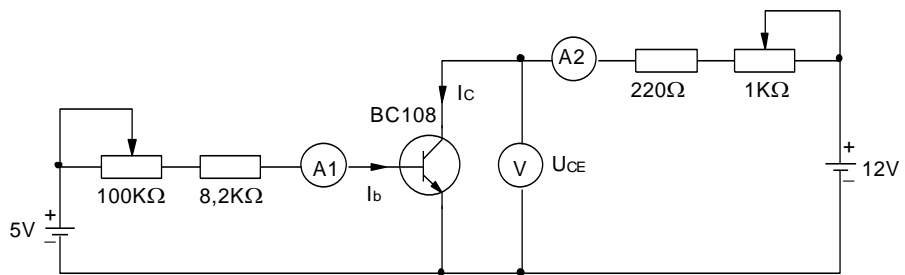 A2
220Ω
1KΩ
IC
BC108
A1
V
UCE
+
12V
–
100KΩ
8,2KΩ
Ib
+
5V
–